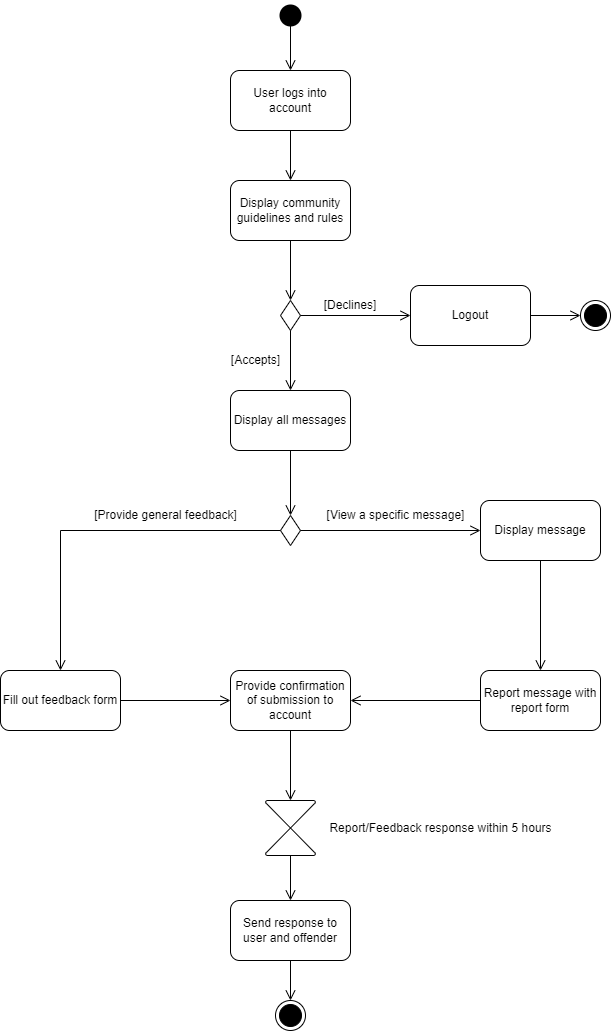 User logs into
account
Display community
guidelines and rules
[Declines]
Logout
[Accepts]
Display all messages
[Provide general feedback]
[View a specific message]
Display message
Fill out feedback form
Provide confirmation
of submission to
account
Report message with
report form
Report/Feedback response within 5 hours
Send response to
user and offender